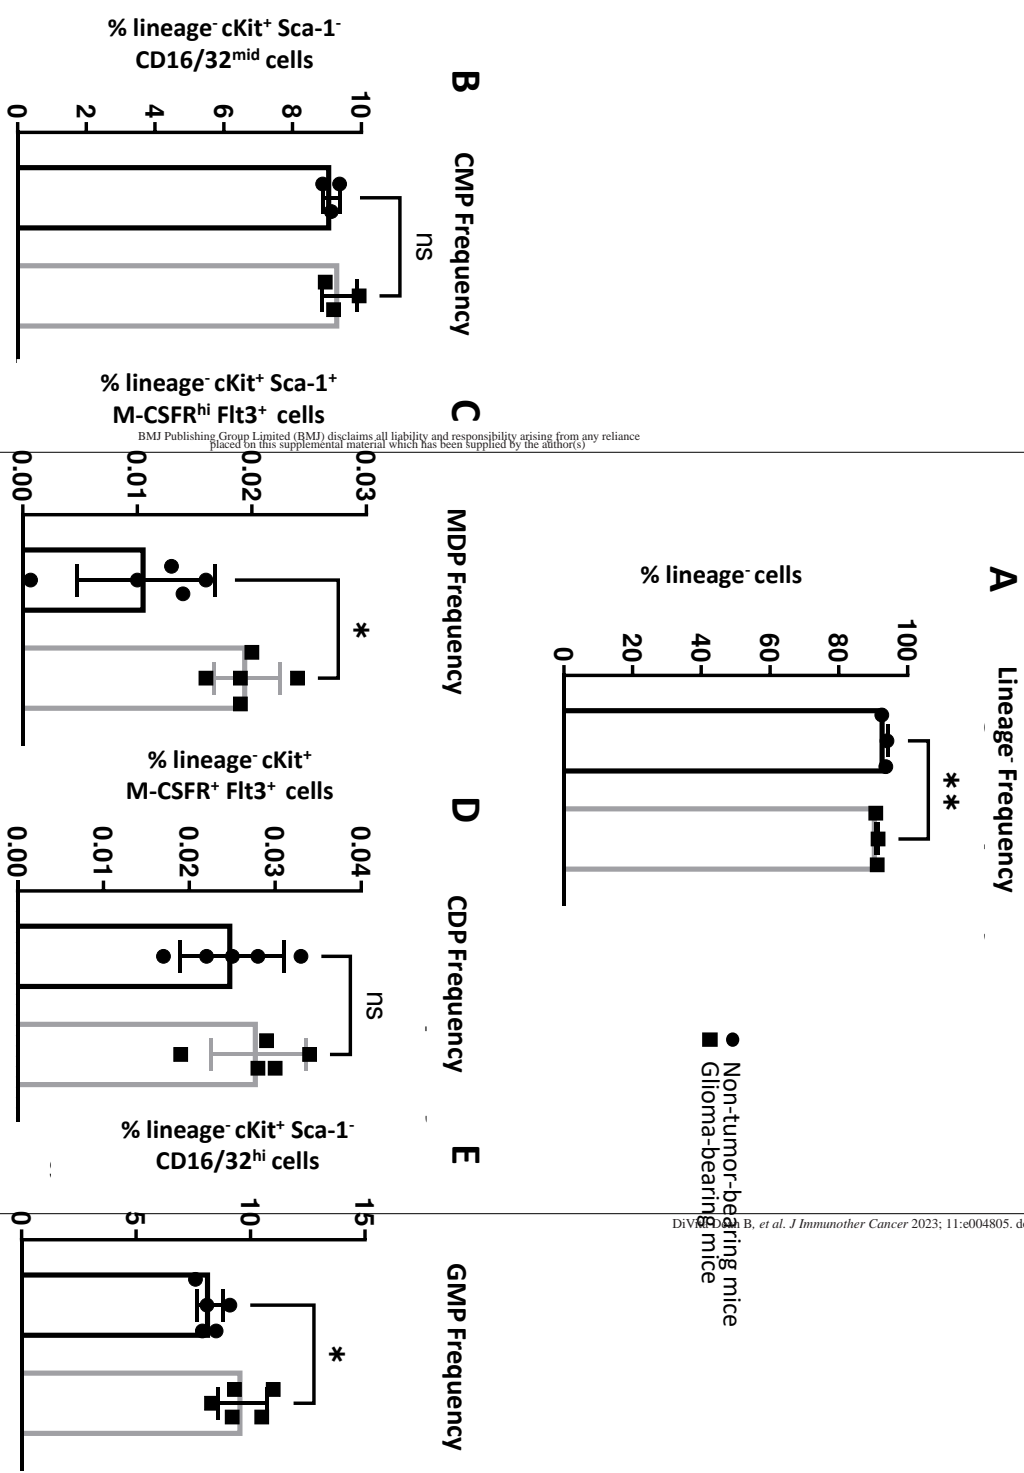 A
Lineage- Frequency
% lineage- cells
100
80
60
40
20
0
**
Non-tumor-bearing mice
Glioma-bearing mice
B
CMP Frequency
% lineage- cKit+ Sca-1-
CD16/32mid cells
10
8
6
4
2
0
ns
C
MDP Frequency
% lineage- cKit+ Sca-1+
M-CSFRhi Flt3+ cells
0.03
0.02
0.01
0.00
*
D
CDP Frequency
% lineage- cKit+
M-CSFR+ Flt3+ cells
0.04
0.03
0.02
0.01
0.00
ns
E
GMP Frequency
% lineage- cKit+ Sca-1-
CD16/32hi cells
15
10
5
0
*
BMJ Publishing Group Limited (BMJ) disclaims all liability and responsibility arising from any reliance
placed on this supplemental material which has been supplied by the author(s)
B, et al. J Immunother Cancer 2023; 11:e004805.